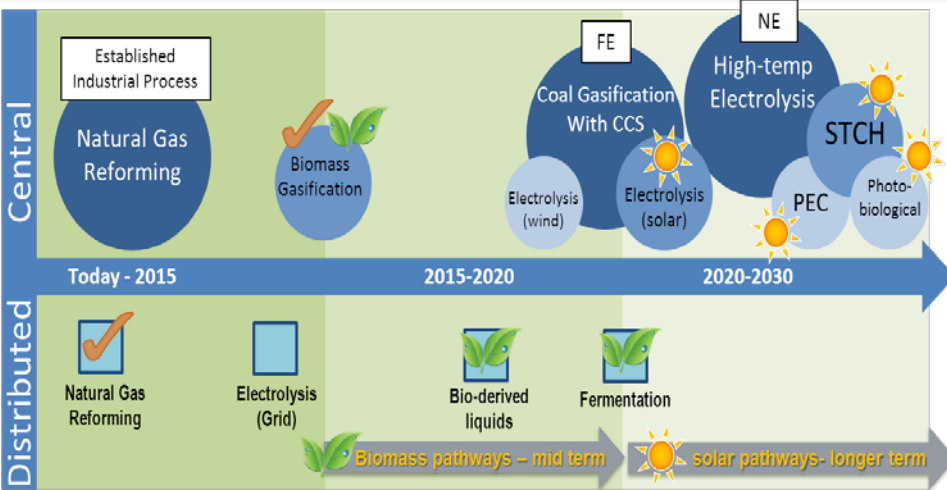 Central
Established
Industrial Process
Natural Gas
Reforming
Biomass
Gasification
FE
Coal Gasification
With CCS
Electrolysis
(wind)
Electrolysis
(solar)
NE
High-temp
Electrolysis
STCH
PEC
Photo-
biological
Today - 2015
2015-2020
2020-2030
Distributed
Natural Gas
Reforming
Electrolysis
(Grid)
Bio-derived
liquids
Fermentation
Biomass pathways – mid term
solar pathways- longer term